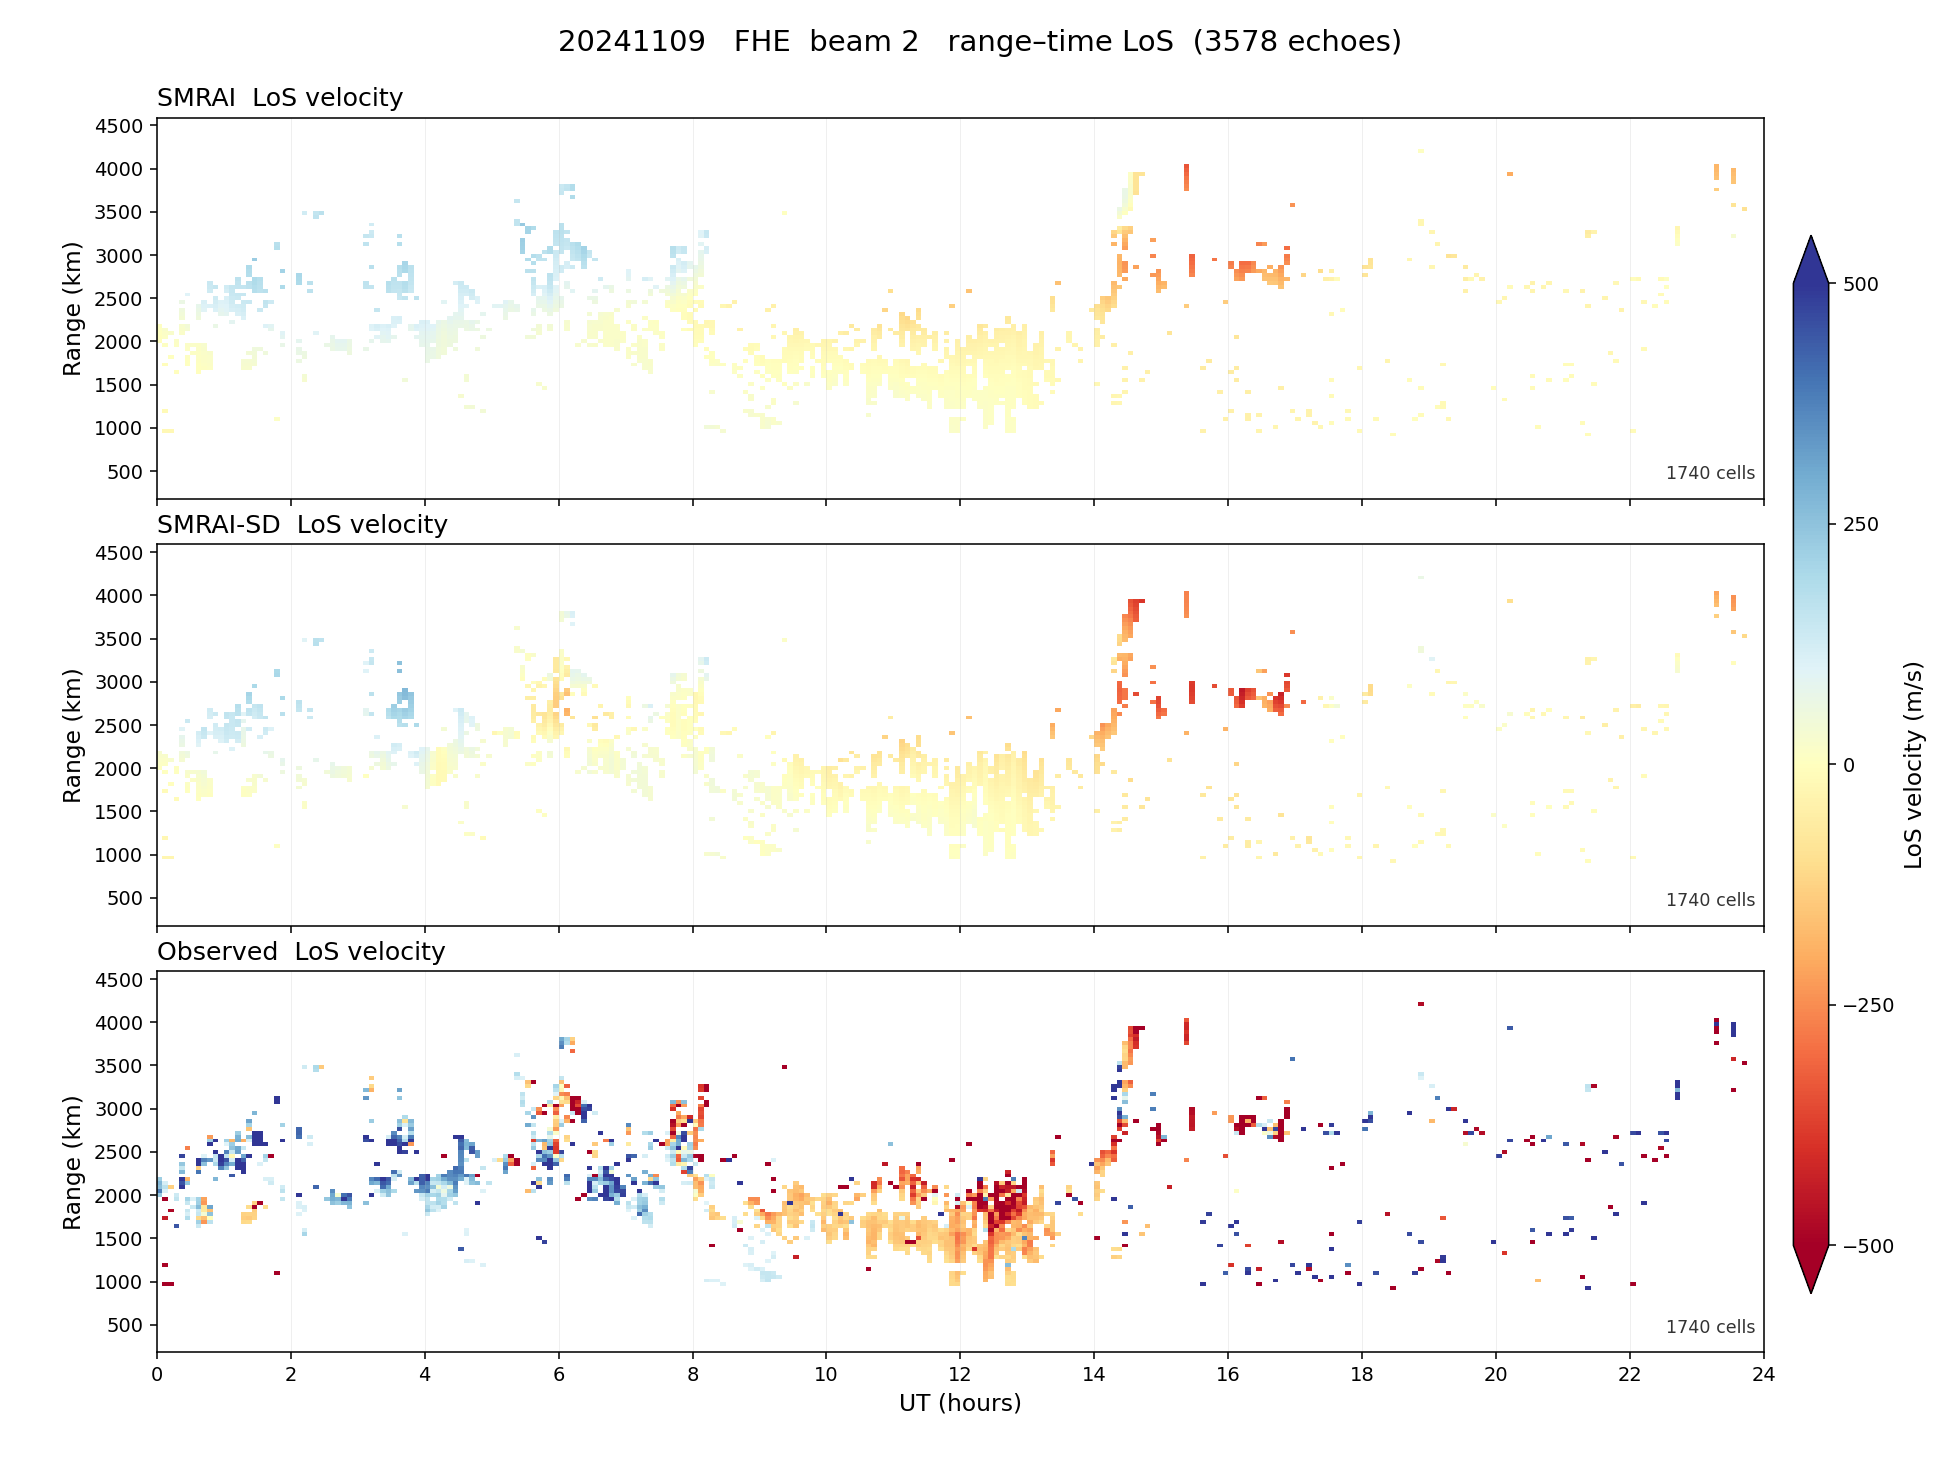 20241109   FHE  beam 2   range–time LoS  (3578 echoes)
SMRAI  LoS velocity
4500
4000
3500
3000
2500
2000
1500
1000
500
Range (km)
1740 cells
SMRAI-SD  LoS velocity
4500
4000
3500
3000
2500
2000
1500
1000
500
Range (km)
1740 cells
Observed  LoS velocity
4500
4000
3500
3000
2500
2000
1500
1000
500
Range (km)
1740 cells
0 2 4 6 8 10 12 14 16 18 20 22 24
UT (hours)
500
250
0
−250
−500
LoS velocity (m/s)